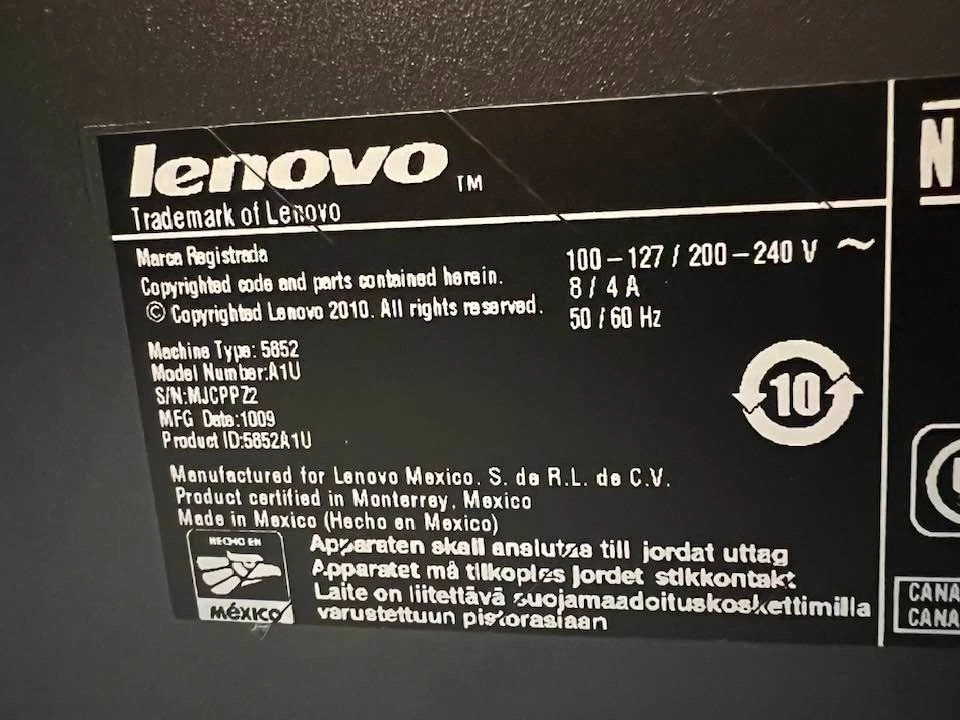 lenovo™
Trademark of Lenovo
Marca Registrada
Copyrighted code and parts contained herein.
© Copyrighted Lenovo 2010. All rights reserved.
100-127 / 200-240 V ~
8 / 4 A
50 / 60 Hz
Machine Type: 5852
Model Number:A1U
S/N:MJCPPZ2
MFG Date:1009
Product ID:5852A1U
10
Manufactured for Lenovo Mexico. S. de R.L. de C.V.
Product certified in Monterrey, Mexico
Made in Mexico (Hecho en Mexico)
HECHO EN
MÉXICO
Apparaten skall anslutas till jordat uttag
Apparatet må tilkoples jordet stikkontakt
Laite on liitettävä suojamaadoituskoskettimilla
varustettuun pistorasiaan
N
CANA
CANA